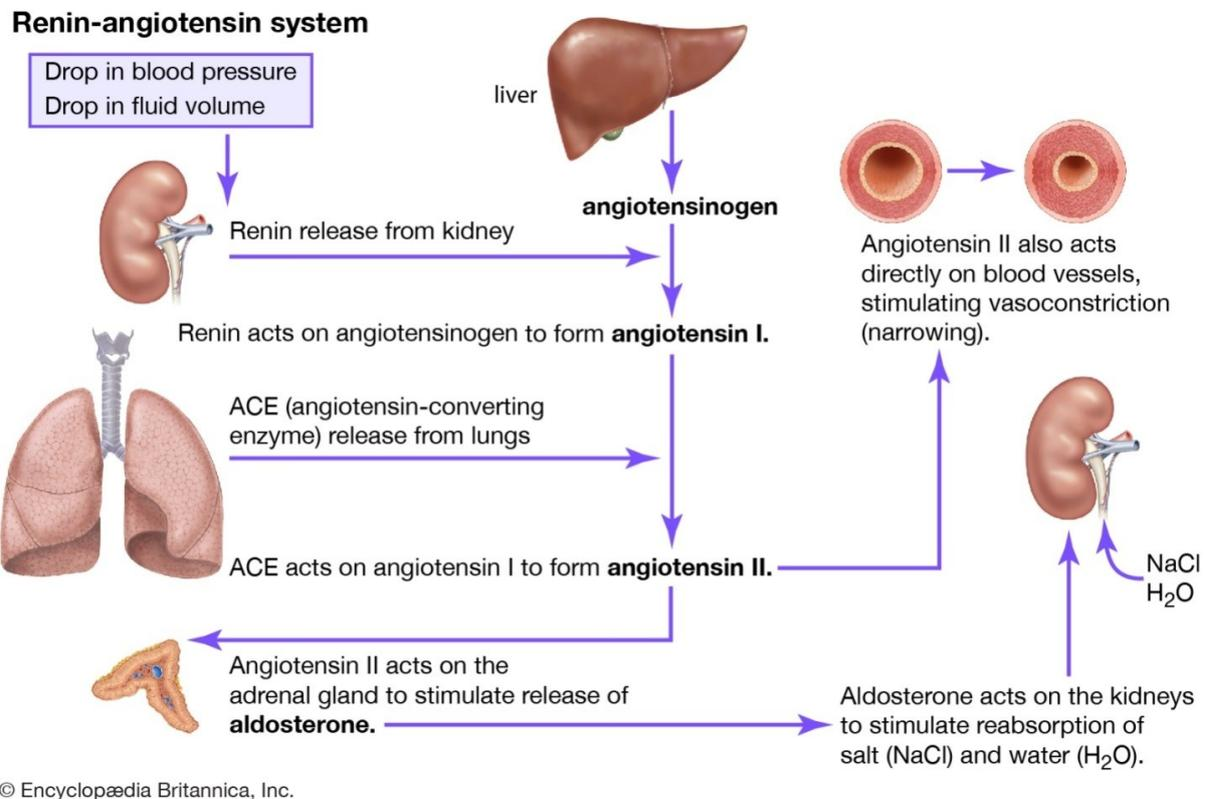 Renin-angiotensin system
Drop in blood pressure
Drop in fluid volume
liver
angiotensinogen
Renin release from kidney
Renin acts on angiotensinogen to form angiotensin I.
ACE (angiotensin-converting
enzyme) release from lungs
ACE acts on angiotensin I to form angiotensin II.
Angiotensin II also acts
directly on blood vessels,
stimulating vasoconstriction
(narrowing).
NaCl
H₂O
Angiotensin II acts on the
adrenal gland to stimulate release of
aldosterone.
Aldosterone acts on the kidneys
to stimulate reabsorption of
salt (NaCl) and water (H₂O).
© Encyclopædia Britannica, Inc.